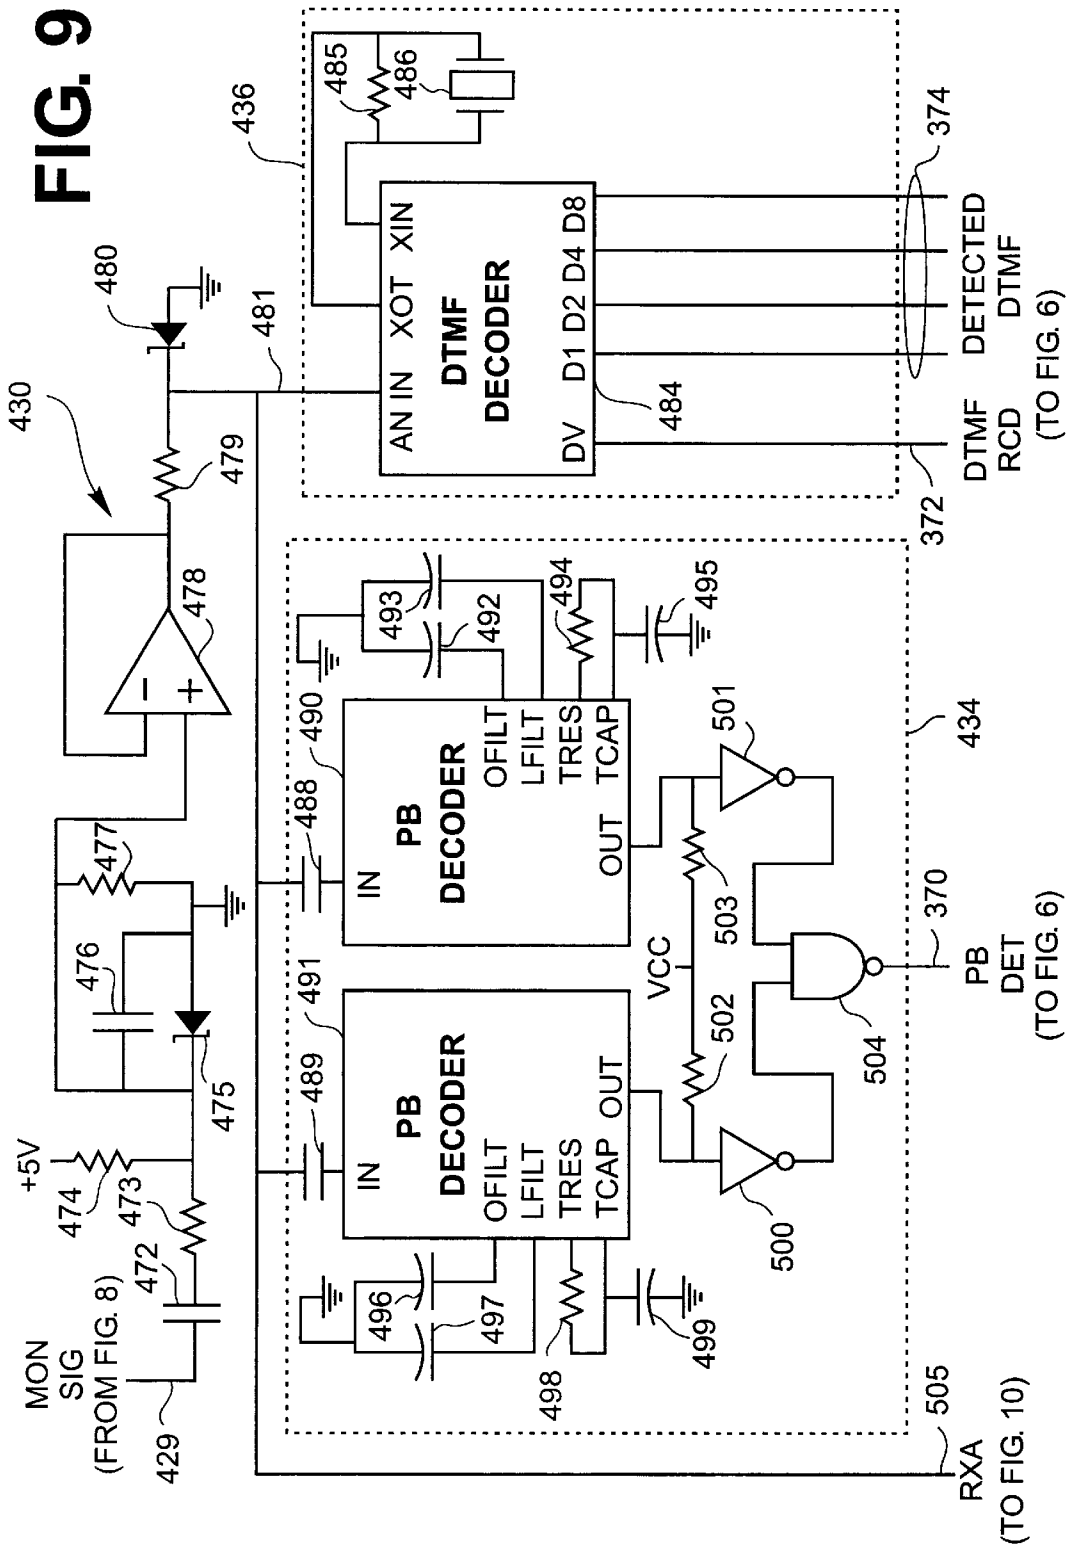 FIG. 9
MON
SIG
(FROM FIG. 8)
429
472
473
474
+5V
475
476
477
478
430
479
480
481
436
485
486
AN IN
XOT
XIN
DTMF
DECODER
DV
D1
D2
D4
D8
484
372
DTMF
RCD
DETECTED
DTMF
(TO FIG. 6)
374
489
491
IN
PB
DECODER
OFILT
LFILT
TRES
TCAP
OUT
496
497
498
499
488
490
IN
PB
DECODER
OFILT
LFILT
TRES
TCAP
OUT
493
492
494
495
VCC
502
503
500
501
504
434
370
PB
DET
(TO FIG. 6)
505
RXA
(TO FIG. 10)